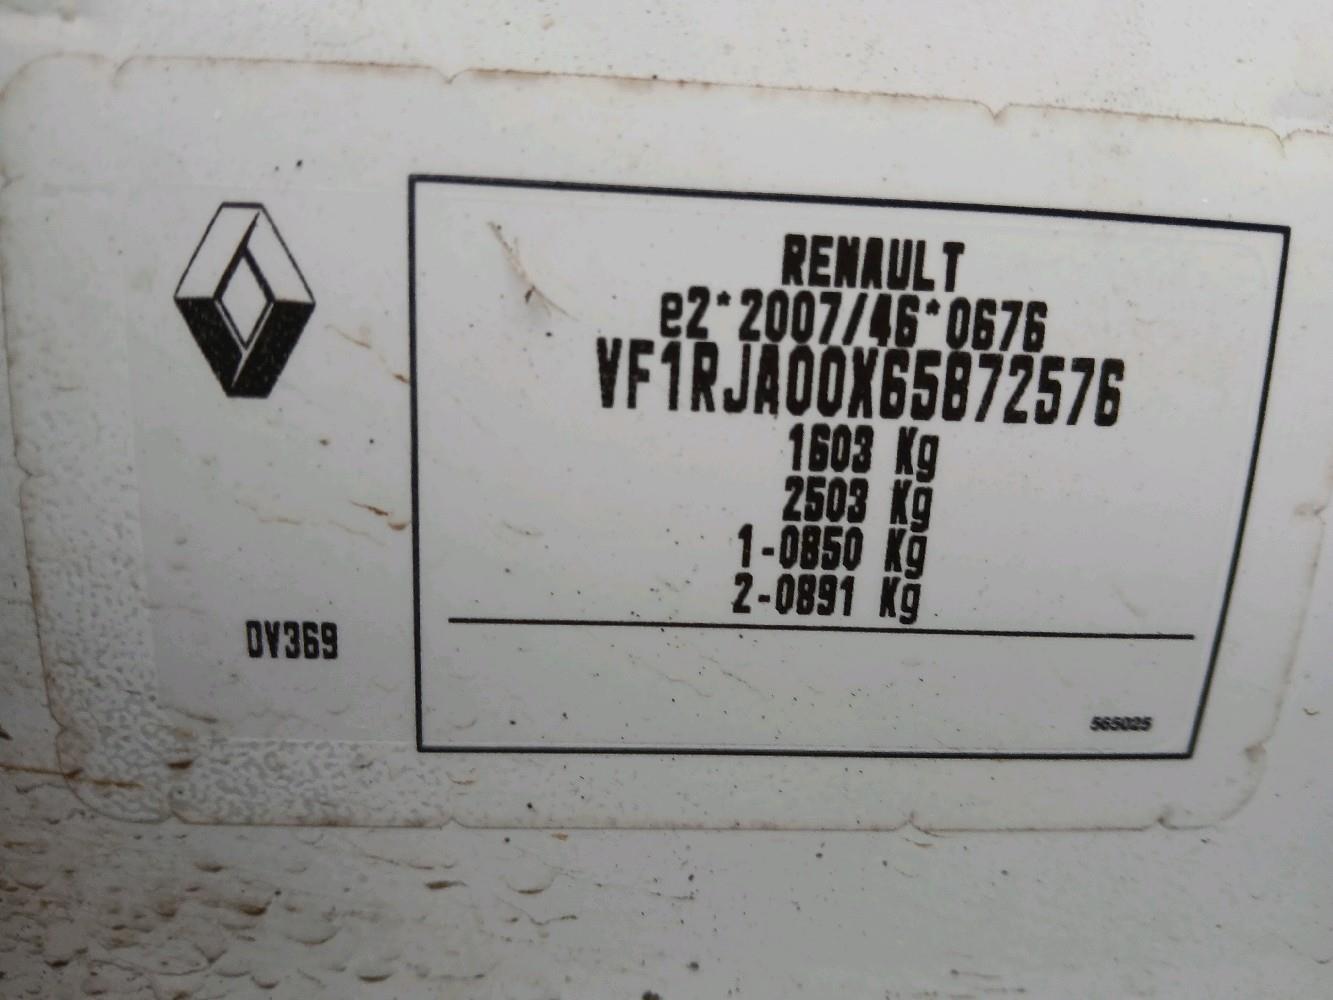 RENAULT
e2*2007/46*0676
VF1RJA00X65872576
1603 Kg
2503 Kg
1-0850 Kg
2-0891 Kg
DV369
565025